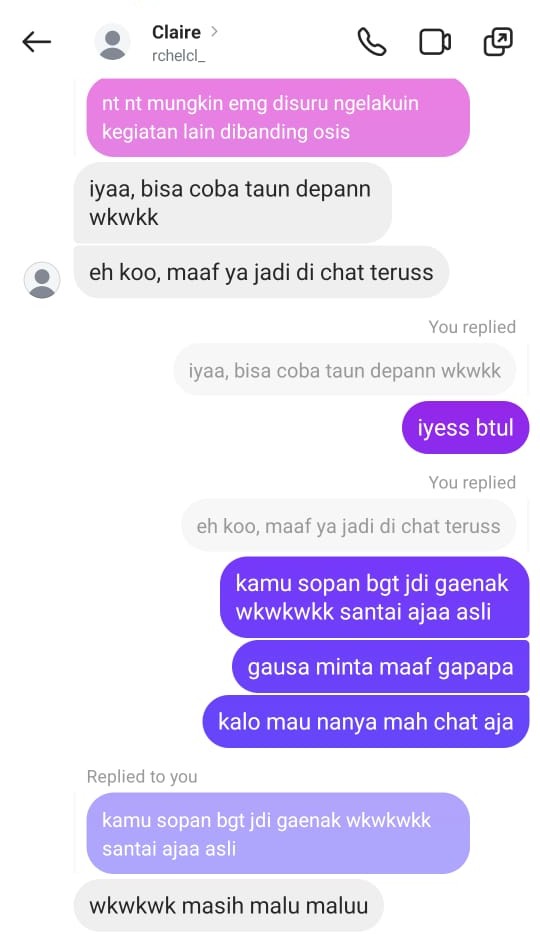 Claire
rchelcl_
nt nt mungkin emg disuru ngelakuin
kegiatan lain dibanding osis
iyaa, bisa coba taun depann
wkwkk
eh koo, maaf ya jadi di chat teruss
You replied
iyaa, bisa coba taun depann wkwkk
iyess btul
You replied
eh koo, maaf ya jadi di chat teruss
kamu sopan bgt jdi gaenak
wkwkwkk santai ajaa asli
gausa minta maaf gapapa
kalo mau nanya mah chat aja
Replied to you
kamu sopan bgt jdi gaenak wkwkwkk
santai ajaa asli
wkwkwk masih malu maluu